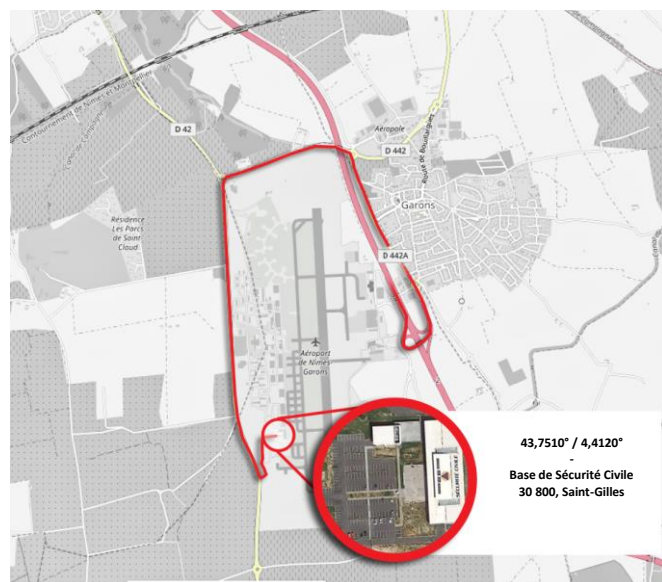 Contournement de Nîmes et Montpellier
D 42
Aéropole
D 442
Route de Bouillargues
Garons
Résidence
Les Parcs
de Saint-
Cloud
D 442A
Aéroport
de Nîmes
Garons
SÉCURITÉ CIVILE
43,7510° / 4,4120°
-
Base de Sécurité Civile
30 800, Saint-Gilles